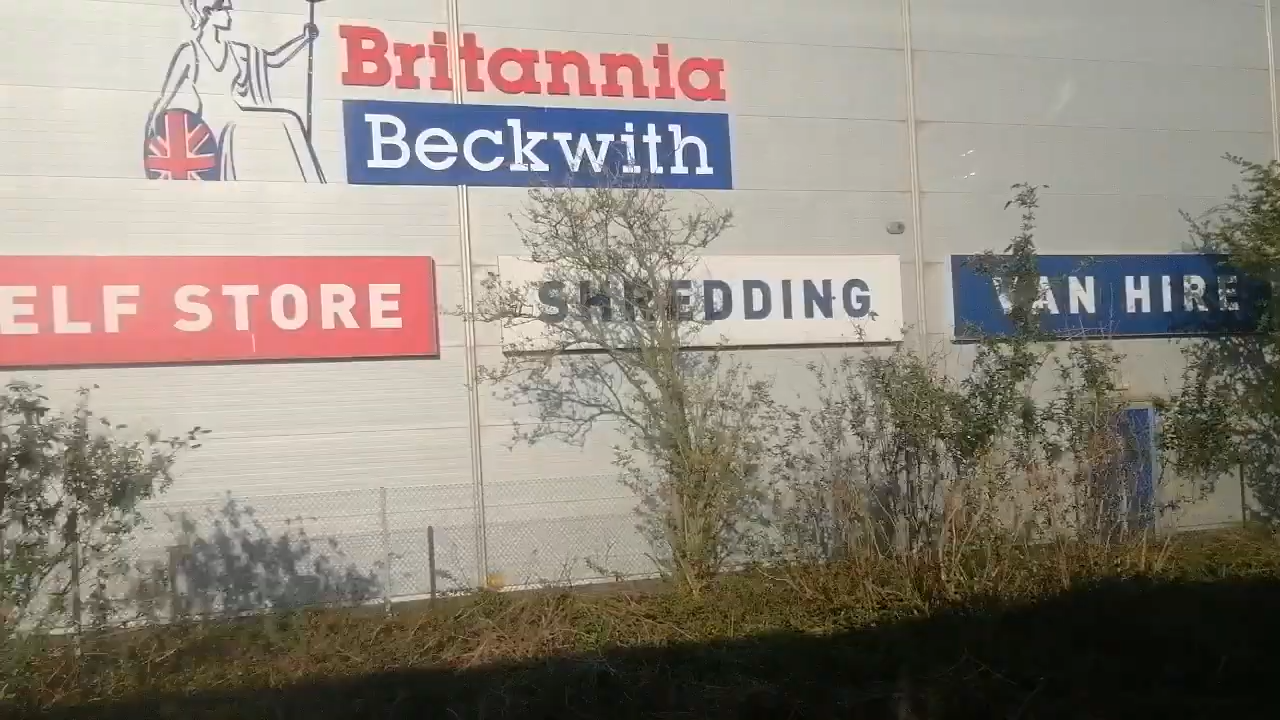 Britannia
Beckwith
ELF STORE
SHREDDING
VAN HIRE